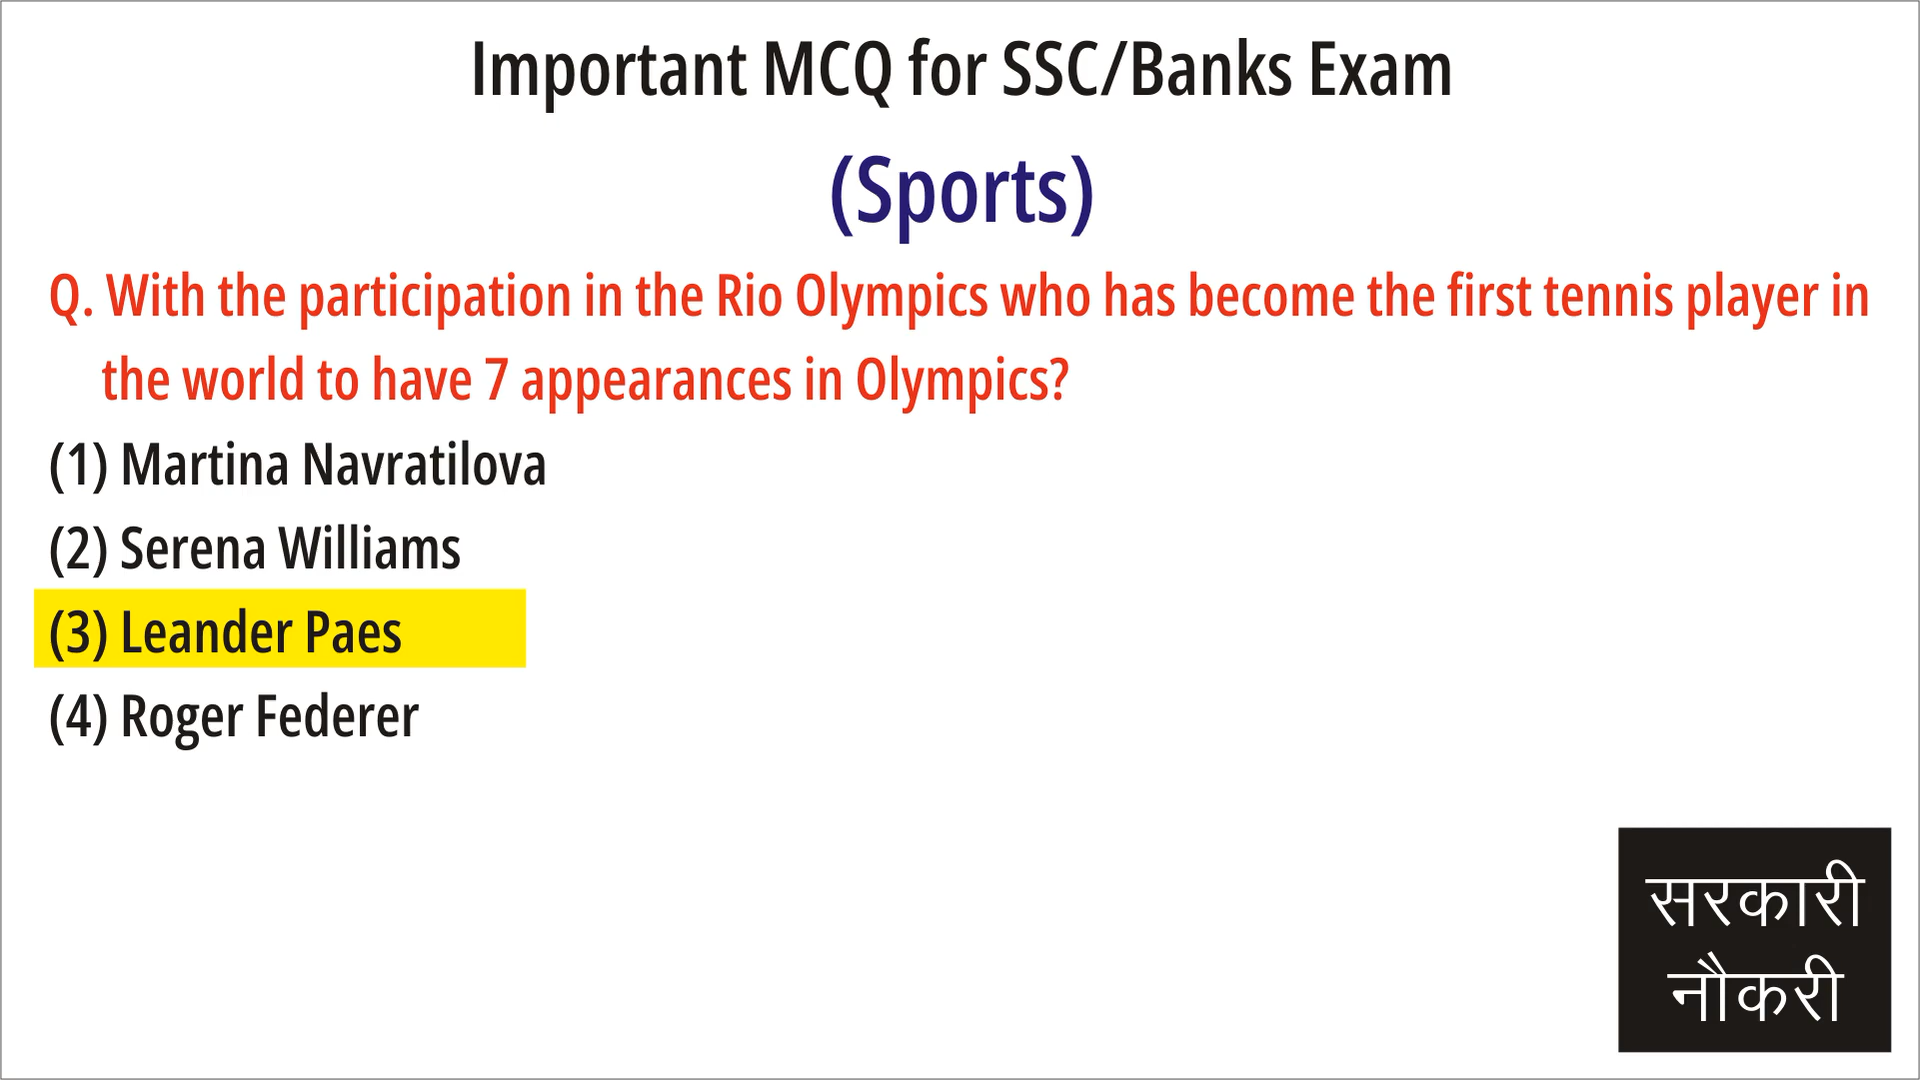 Important MCQ for SSC/Banks Exam
(Sports)
Q. With the participation in the Rio Olympics who has become the first tennis player in
the world to have 7 appearances in Olympics?
(1) Martina Navratilova
(2) Serena Williams
(3) Leander Paes
(4) Roger Federer
सरकारी
नौकरी